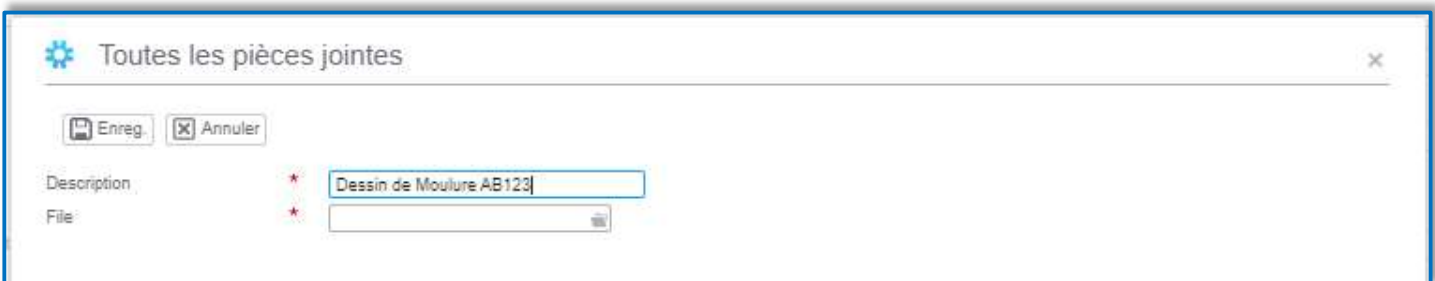 Toutes les pièces jointes
Enreg. Annuler
Description * Dessin de Moulure AB123
File *